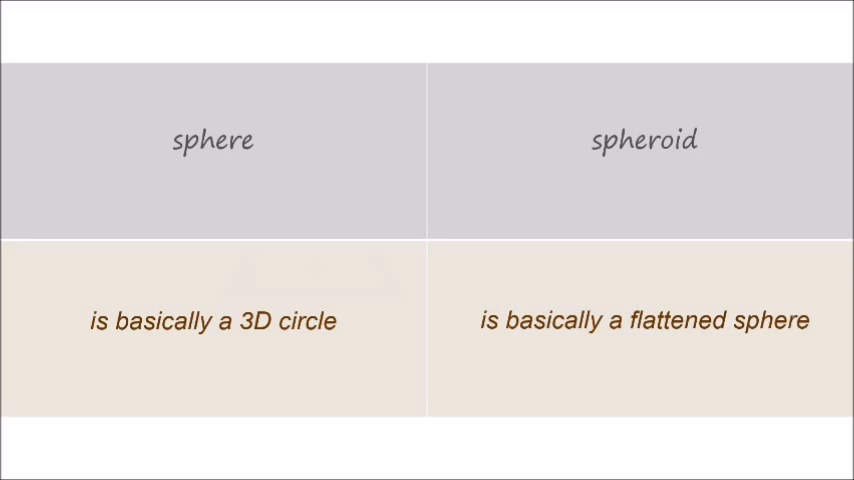 sphere
spheroid
is basically a 3D circle
is basically a flattened sphere